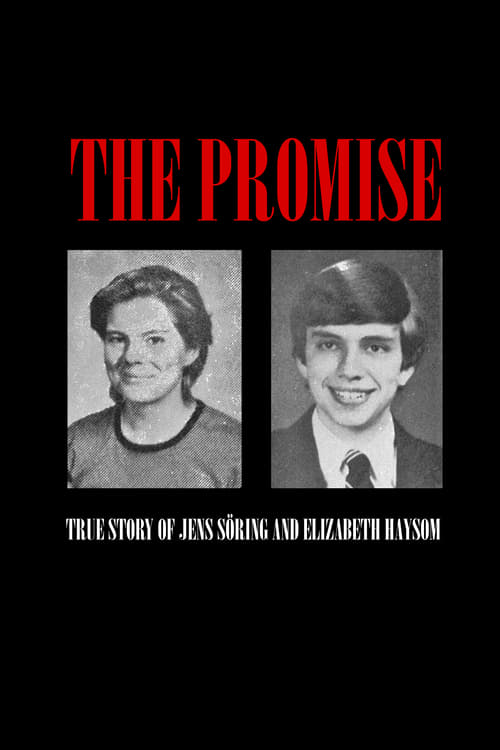 THE PROMISE
TRUE STORY OF JENS SÖRING AND ELIZABETH HAYSOM